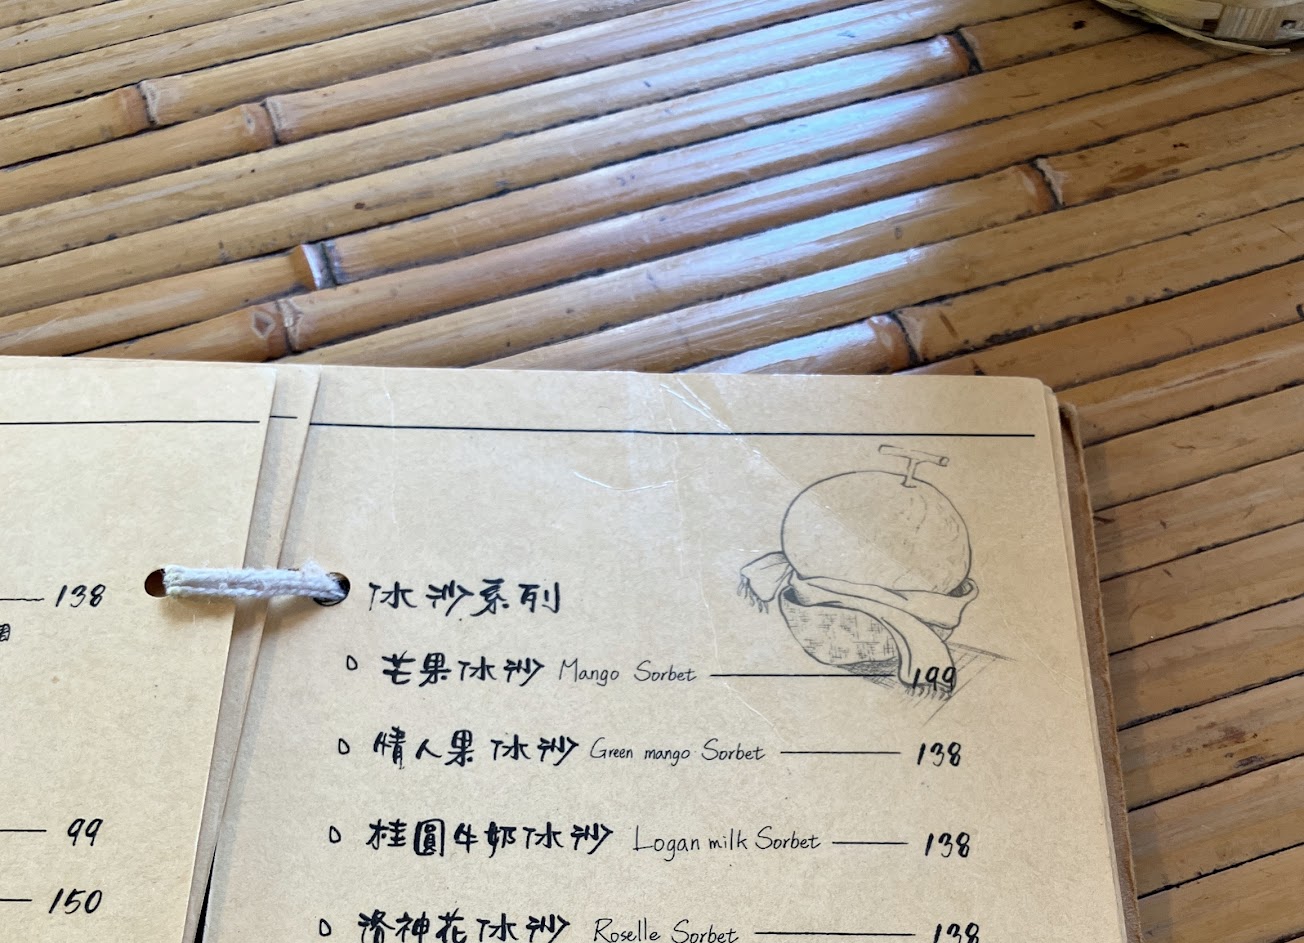 138
99
150
冰沙系列
芒果冰沙 Mango Sorbet 199
情人果冰沙 Green mango Sorbet 138
桂圓牛奶冰沙 Logan milk Sorbet 138
洛神花冰沙 Roselle Sorbet 138